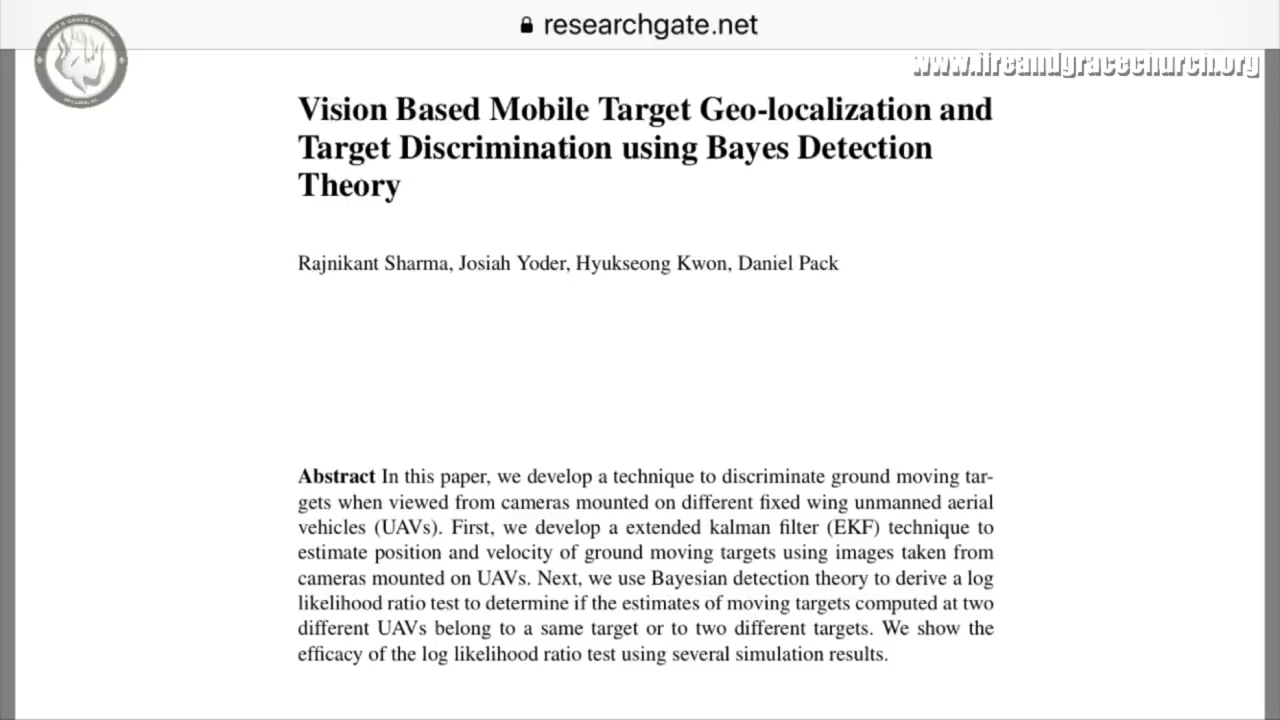 researchgate.net
www.fireandgracechurch.org
Vision Based Mobile Target Geo-localization and
Target Discrimination using Bayes Detection
Theory
Rajnikant Sharma, Josiah Yoder, Hyukseong Kwon, Daniel Pack
Abstract In this paper, we develop a technique to discriminate ground moving tar-
gets when viewed from cameras mounted on different fixed wing unmanned aerial
vehicles (UAVs). First, we develop a extended kalman filter (EKF) technique to
estimate position and velocity of ground moving targets using images taken from
cameras mounted on UAVs. Next, we use Bayesian detection theory to derive a log
likelihood ratio test to determine if the estimates of moving targets computed at two
different UAVs belong to a same target or to two different targets. We show the
efficacy of the log likelihood ratio test using several simulation results.